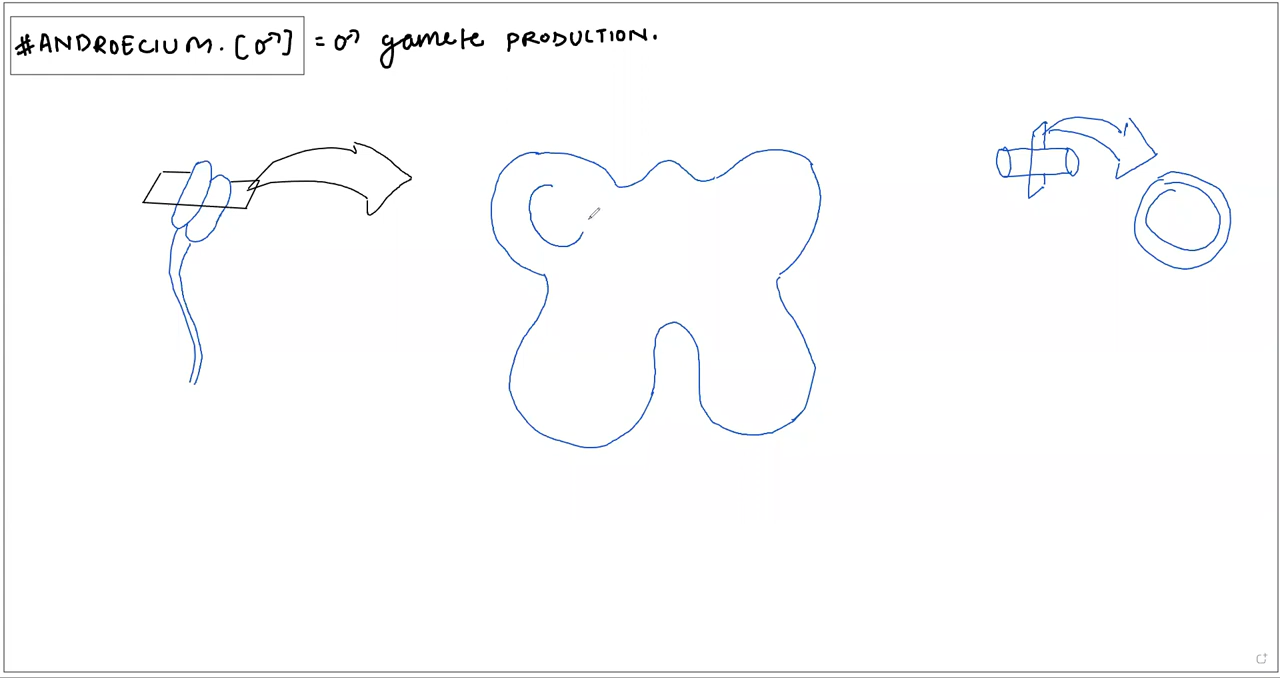 #ANDROECIUM. [♂] = ♂ gamete PRODUCTION.